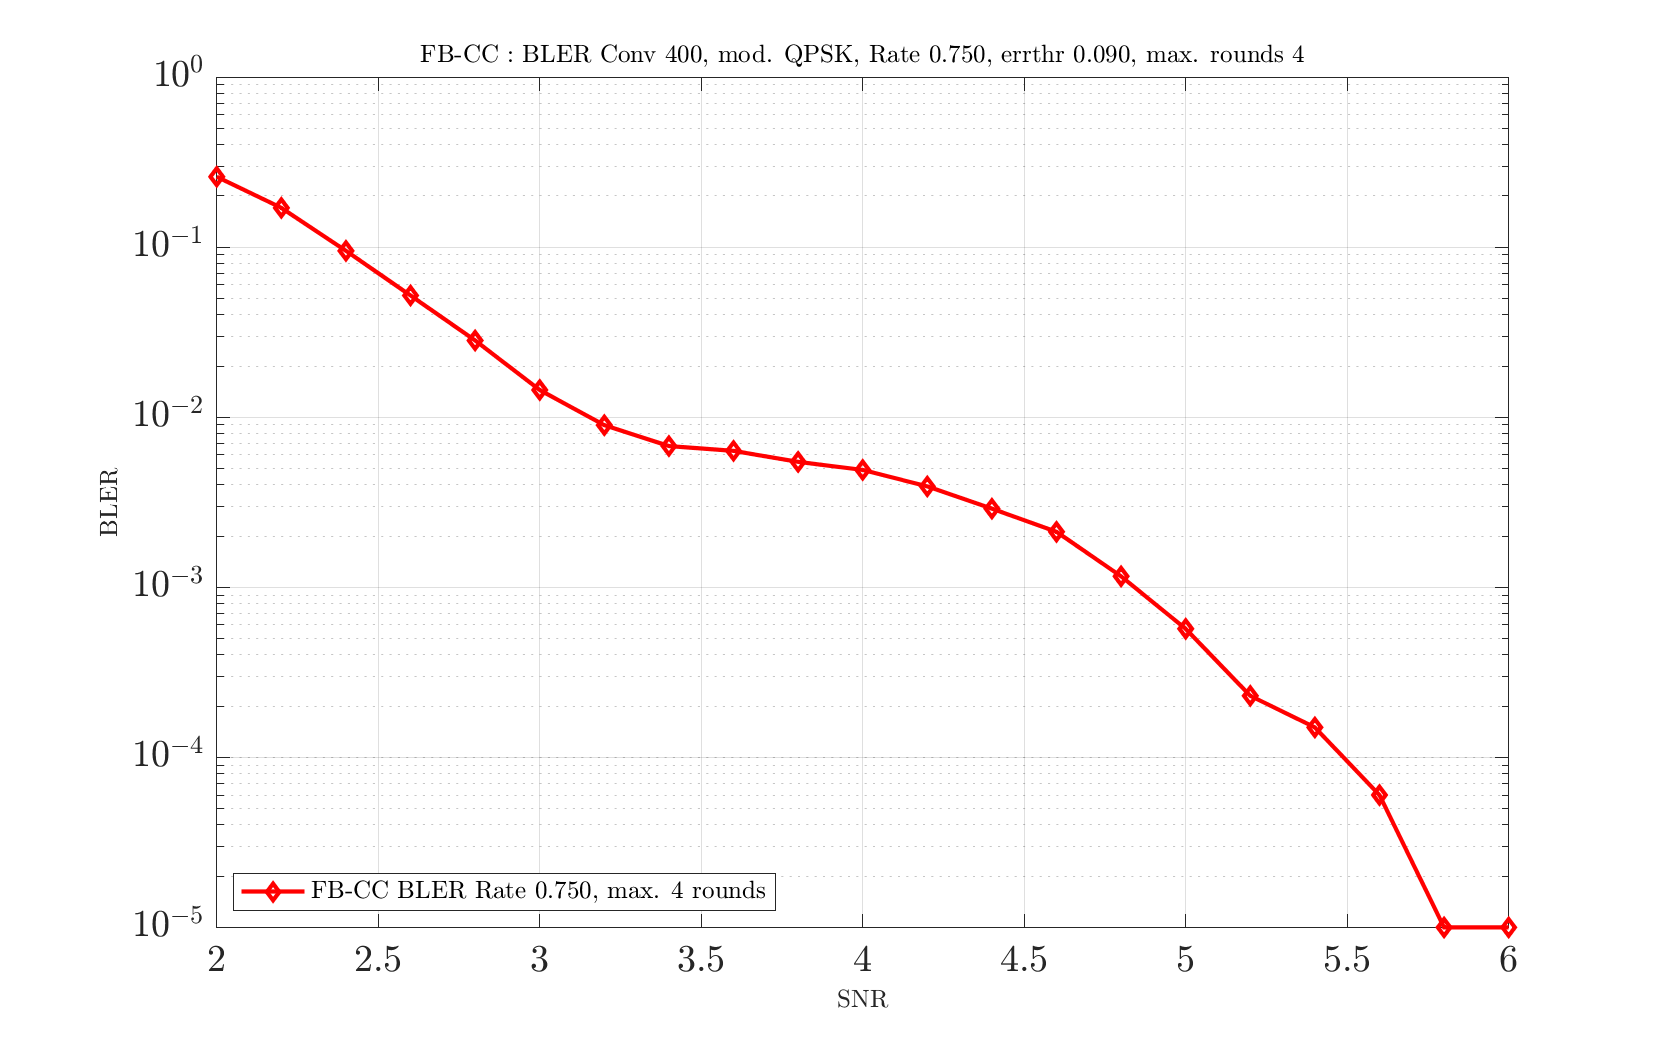 FB-CC : BLER Conv 400, mod. QPSK, Rate 0.750, errthr 0.090, max. rounds 4
10^0
10^-1
10^-2
10^-3
10^-4
10^-5
BLER
FB-CC BLER Rate 0.750, max. 4 rounds
2 2.5 3 3.5 4 4.5 5 5.5 6
SNR